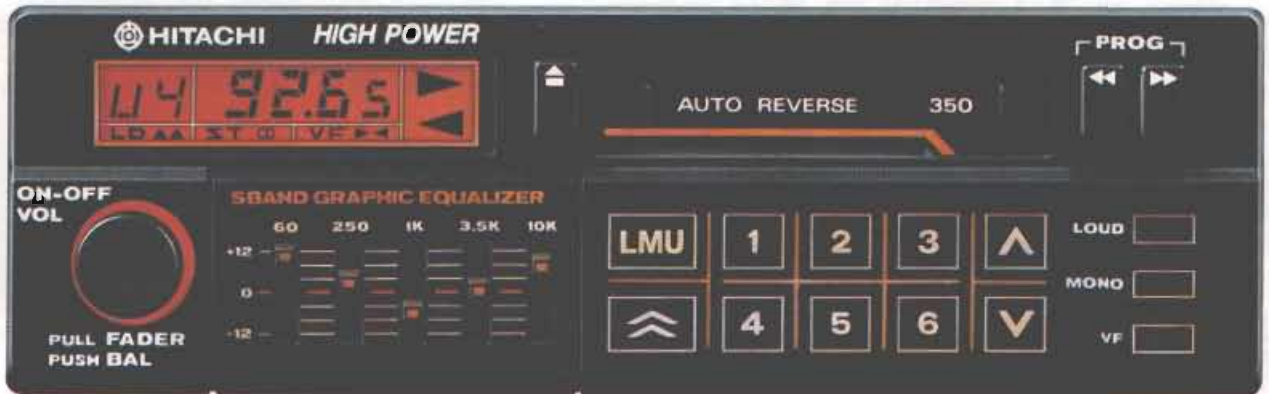 HITACHI HIGH POWER
U4 92.65
LD ST VF
AUTO REVERSE 350
PROG
ON-OFF
VOL
PULL FADER
PUSH BAL
5BAND GRAPHIC EQUALIZER
60 250 1K 3.5K 10K
+12
0
-12
LMU 1 2 3
4 5 6
LOUD
MONO
VF